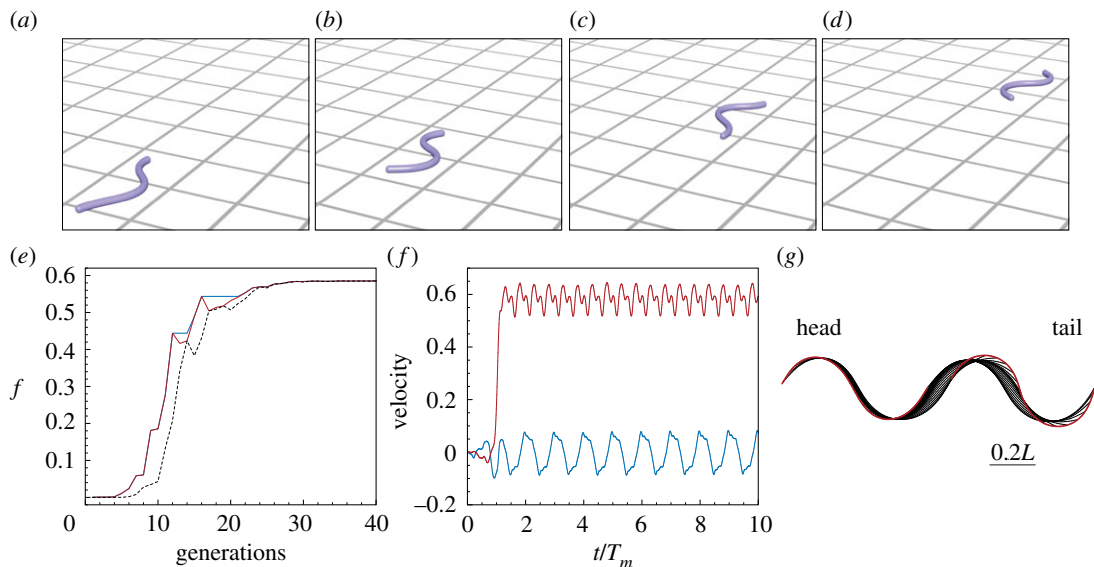 (a) (b) (c) (d)
(e) (f) (g)
0.6
0.5
0.4
0.3
0.2
0.1
f
0 10 20 30 40
generations
0.6
0.4
0.2
0
–0.2
velocity
0 2 4 6 8 10
t/Tm
head tail
0.2L